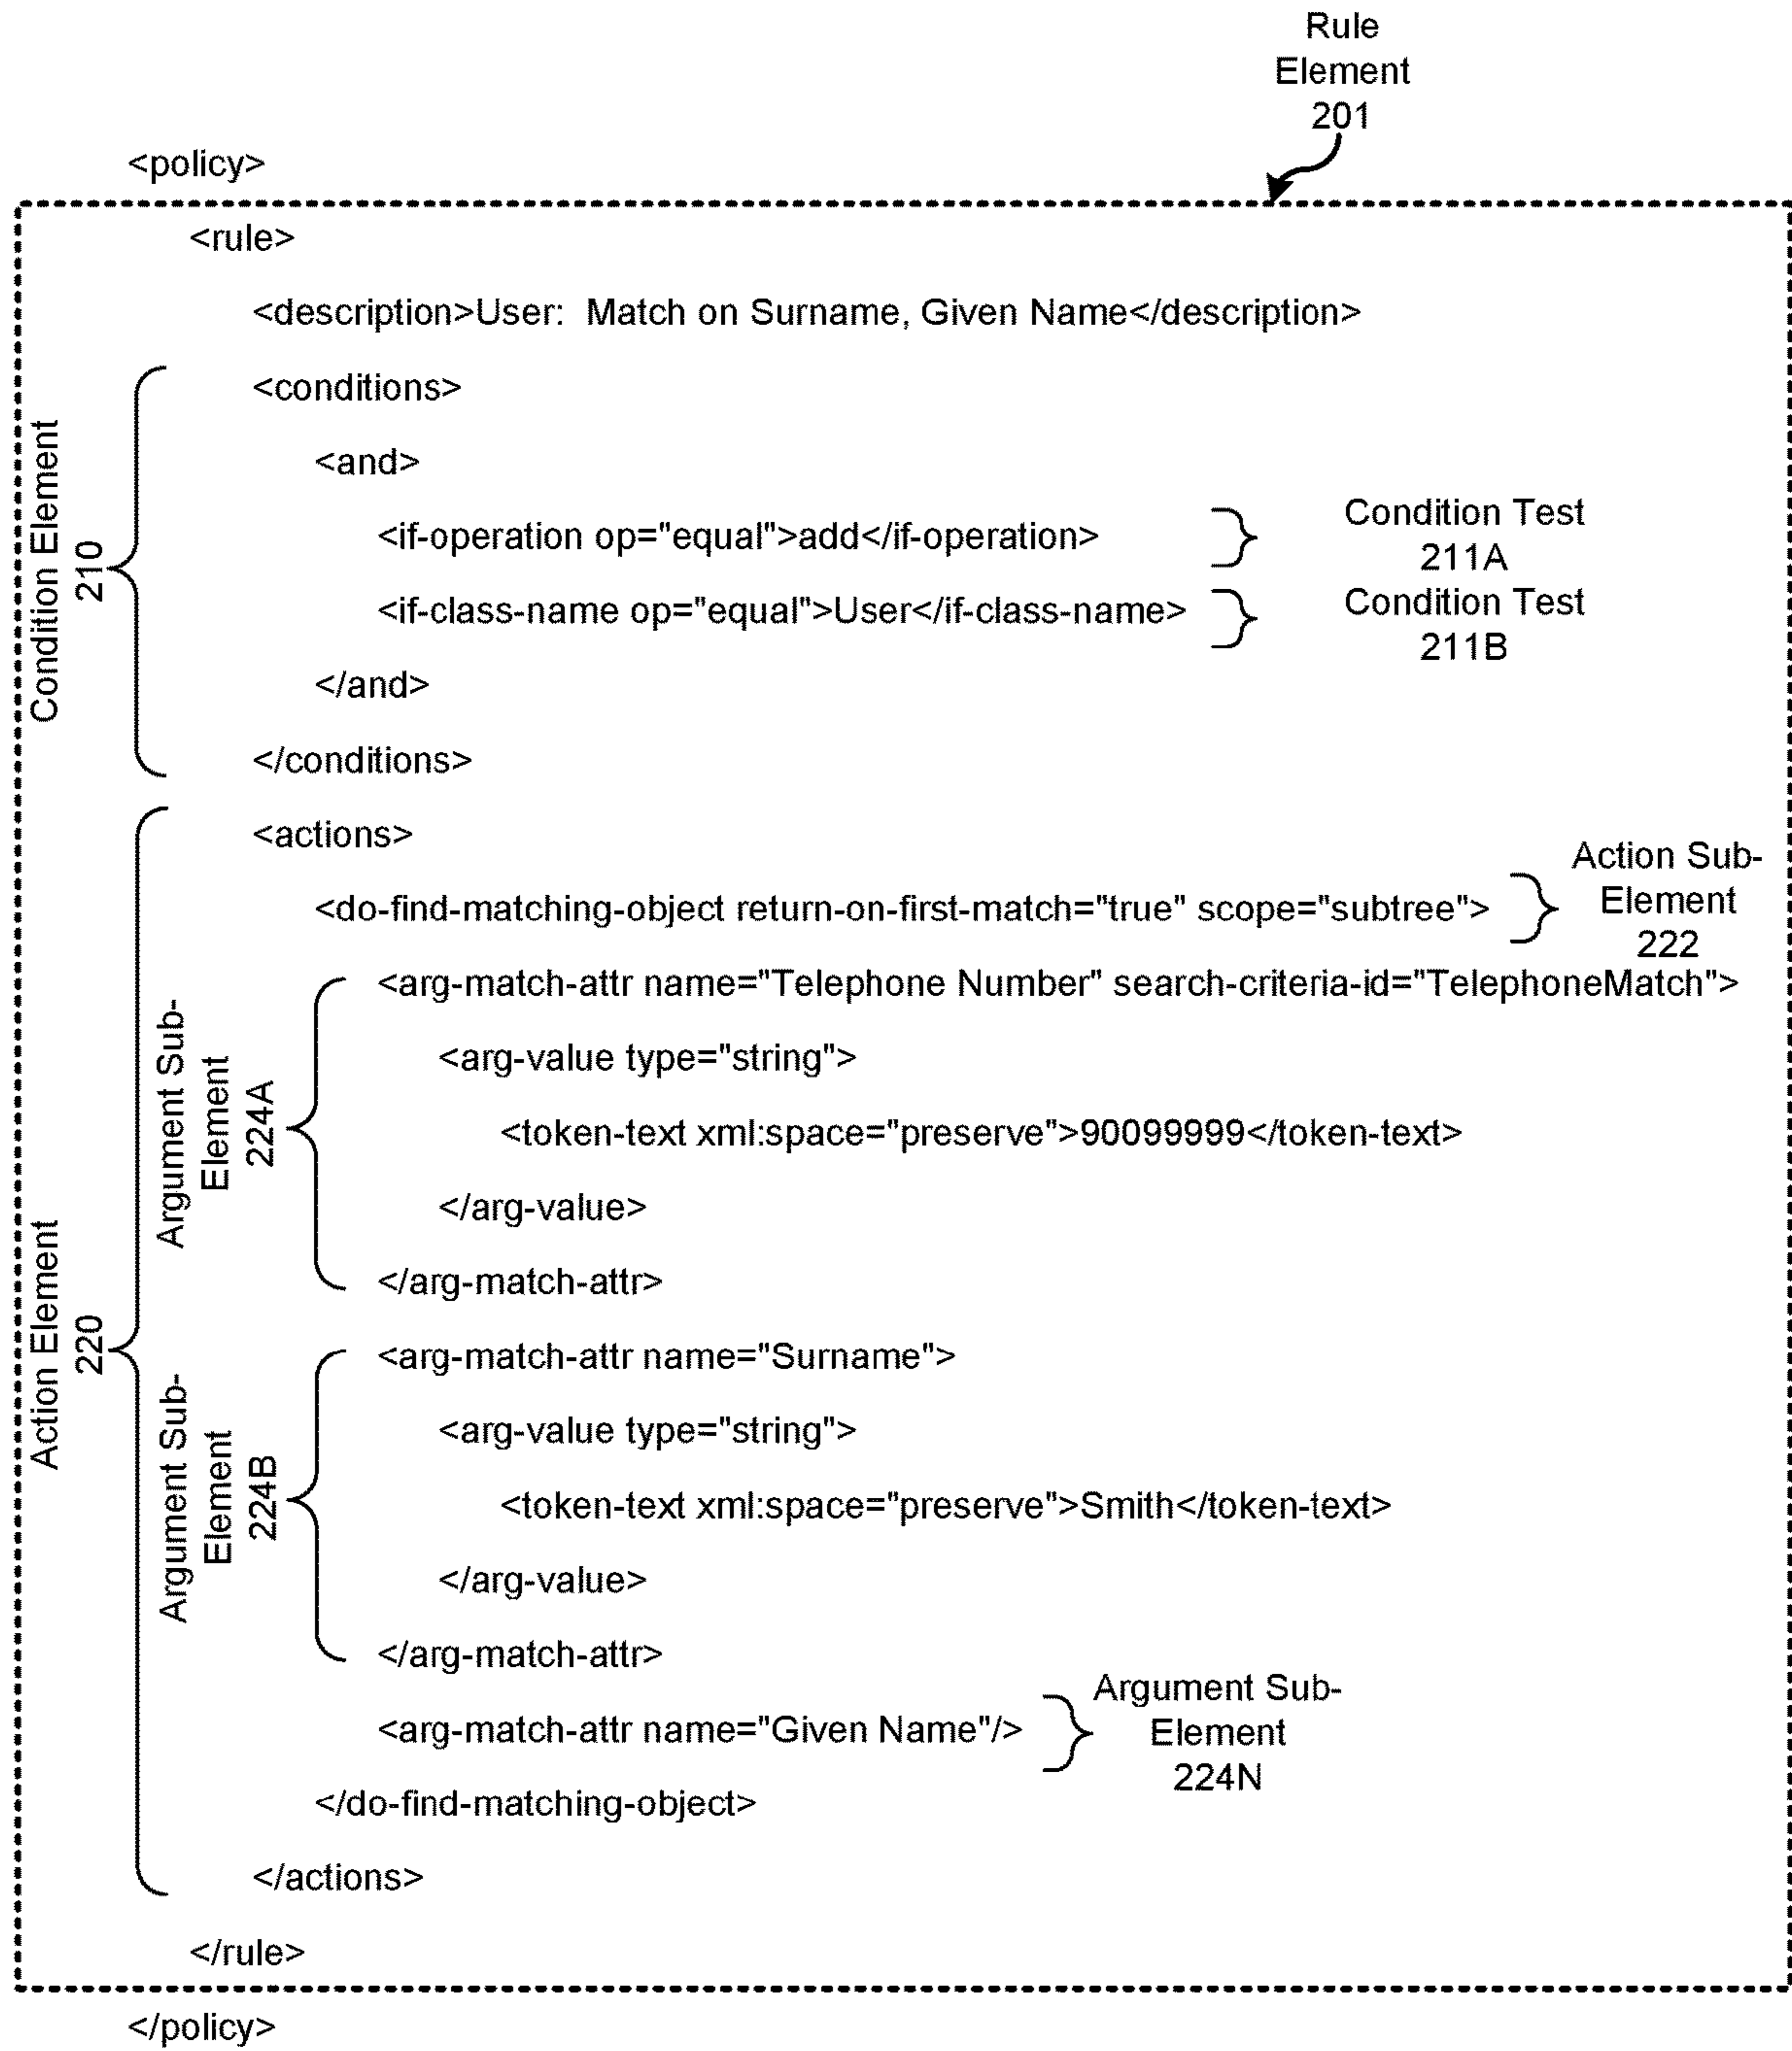 Rule
Element
201
<policy>
<rule>
<description>User:  Match on Surname, Given Name</description>
Condition Element
210
<conditions>
<and>
<if-operation op="equal">add</if-operation>
Condition Test
211A
<if-class-name op="equal">User</if-class-name>
Condition Test
211B
</and>
</conditions>
Action Element
220
<actions>
<do-find-matching-object return-on-first-match="true" scope="subtree">
Action Sub-
Element
222
Argument Sub-
Element
224A
<arg-match-attr name="Telephone Number" search-criteria-id="TelephoneMatch">
<arg-value type="string">
<token-text xml:space="preserve">90099999</token-text>
</arg-value>
</arg-match-attr>
Argument Sub-
Element
224B
<arg-match-attr name="Surname">
<arg-value type="string">
<token-text xml:space="preserve">Smith</token-text>
</arg-value>
</arg-match-attr>
<arg-match-attr name="Given Name"/>
Argument Sub-
Element
224N
</do-find-matching-object>
</actions>
</rule>
</policy>